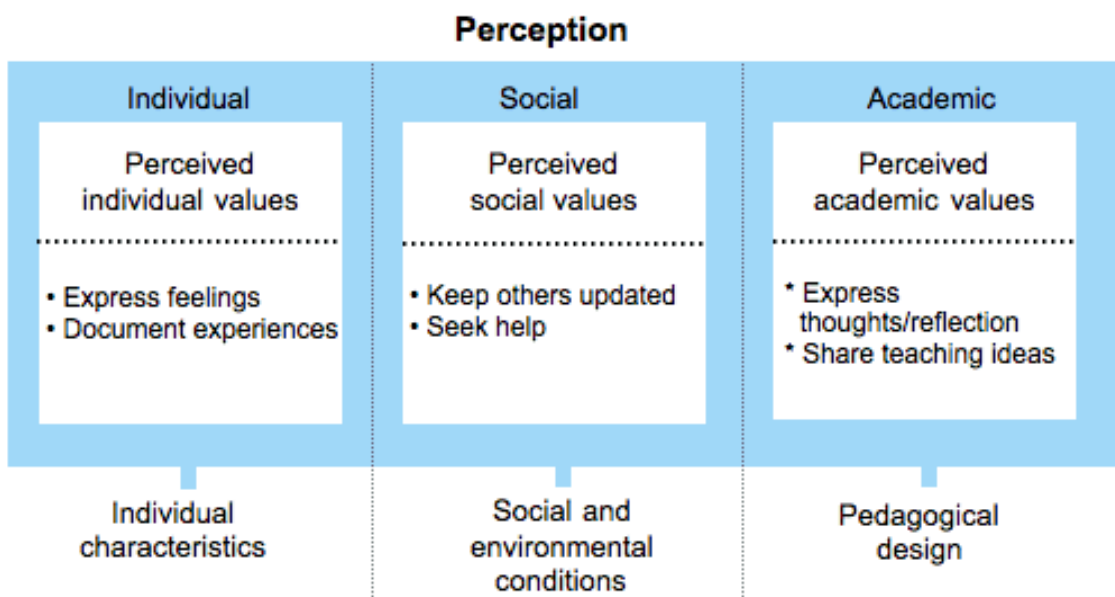 Perception
Individual
Perceived
individual values
• Express feelings
• Document experiences
Individual
characteristics
Social
Perceived
social values
• Keep others updated
• Seek help
Social and
environmental
conditions
Academic
Perceived
academic values
* Express
thoughts/reflection
* Share teaching ideas
Pedagogical
design